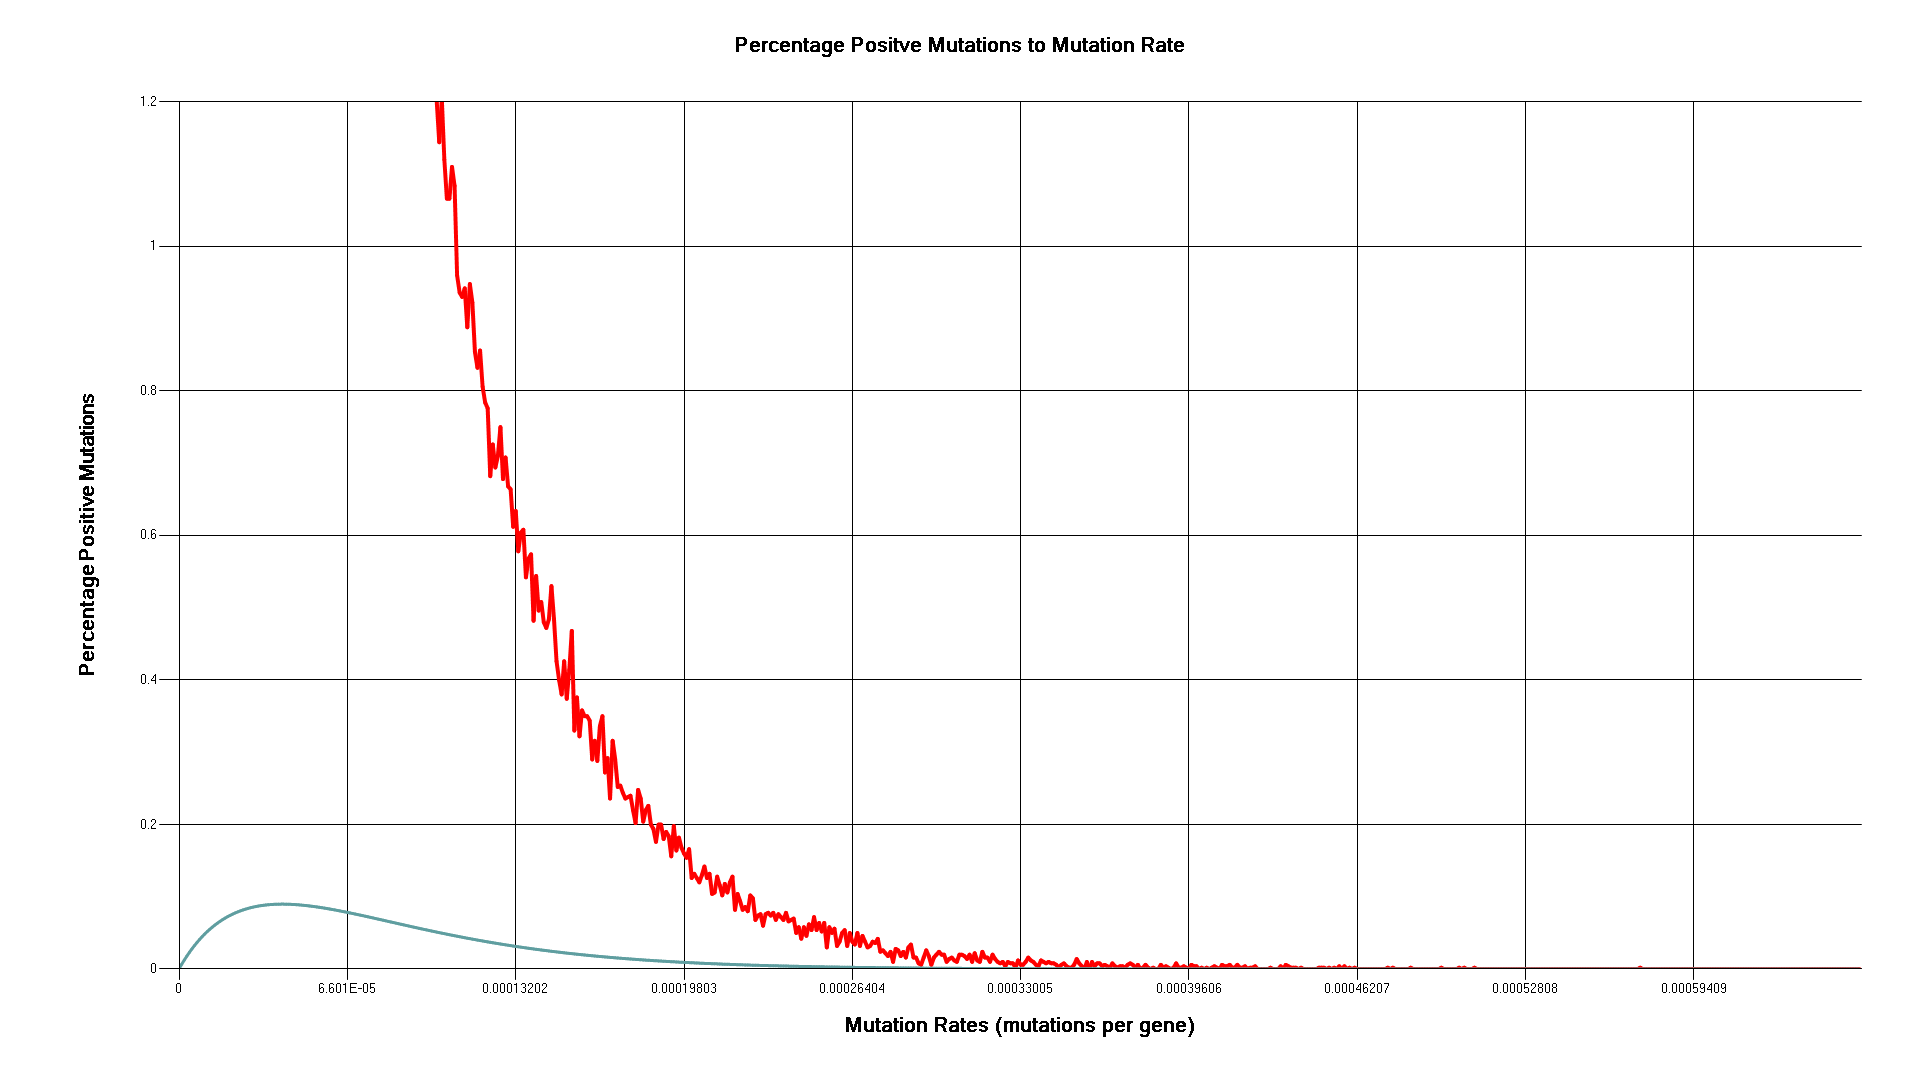 Percentage Positve Mutations to Mutation Rate
1.2
1
0.8
0.6
0.4
0.2
0
Percentage Positive Mutations
0 6.601E-05 0.00013202 0.00019803 0.00026404 0.00033005 0.00039606 0.00046207 0.00052808 0.00059409
Mutation Rates (mutations per gene)